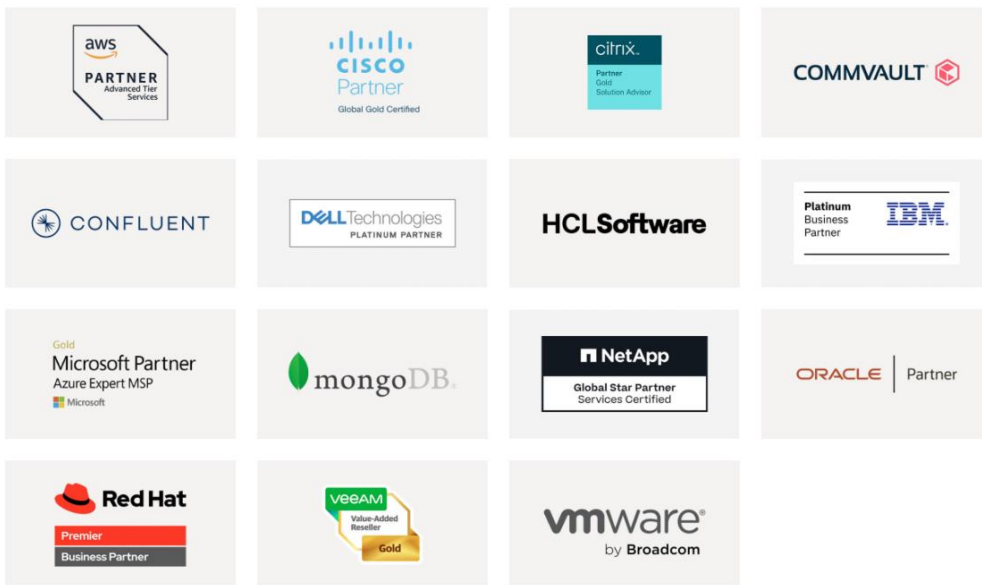 aws
PARTNER
Advanced Tier
Services
CISCO
Partner
Global Gold Certified
citrix
Partner
Gold
Solution Advisor
COMMVAULT
CONFLUENT
DELLTechnologies
PLATINUM PARTNER
HCLSoftware
Platinum
Business
Partner
IBM
Gold
Microsoft Partner
Azure Expert MSP
Microsoft
mongoDB®
NetApp
Global Star Partner
Services Certified
ORACLE
Partner
Red Hat
Premier
Business Partner
veeAM
Value-Added
Reseller
Gold
vmware®
by Broadcom